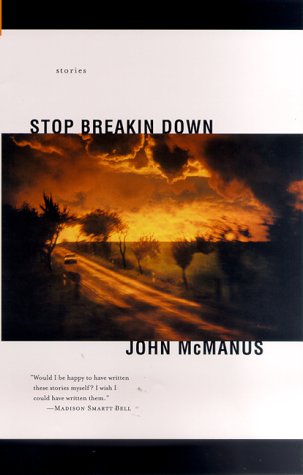 stories
STOP BREAKIN DOWN
JOHN McMANUS
"Would I be happy to have written
these stories myself? I wish I
could have written them."
—MADISON SMARTT BELL